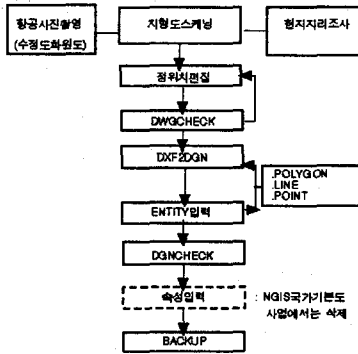 항공사진촬영
(수정도화원도)
지형도스캐닝
현지지리조사
정위치편집
DWGCHECK
DXF2DGN
.POLYGON
.LINE
.POINT
ENTITY입력
DGNCHECK
속성입력
: NGIS국가기본도
사업에서는 삭제
BACKUP